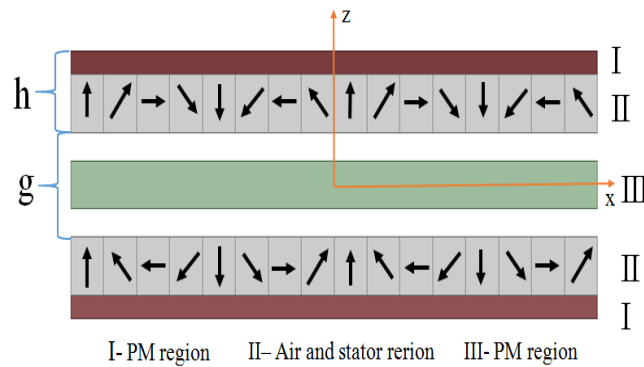 z
I
h
II
g
x III
II
I
I- PM region II– Air and stator rerion III- PM region